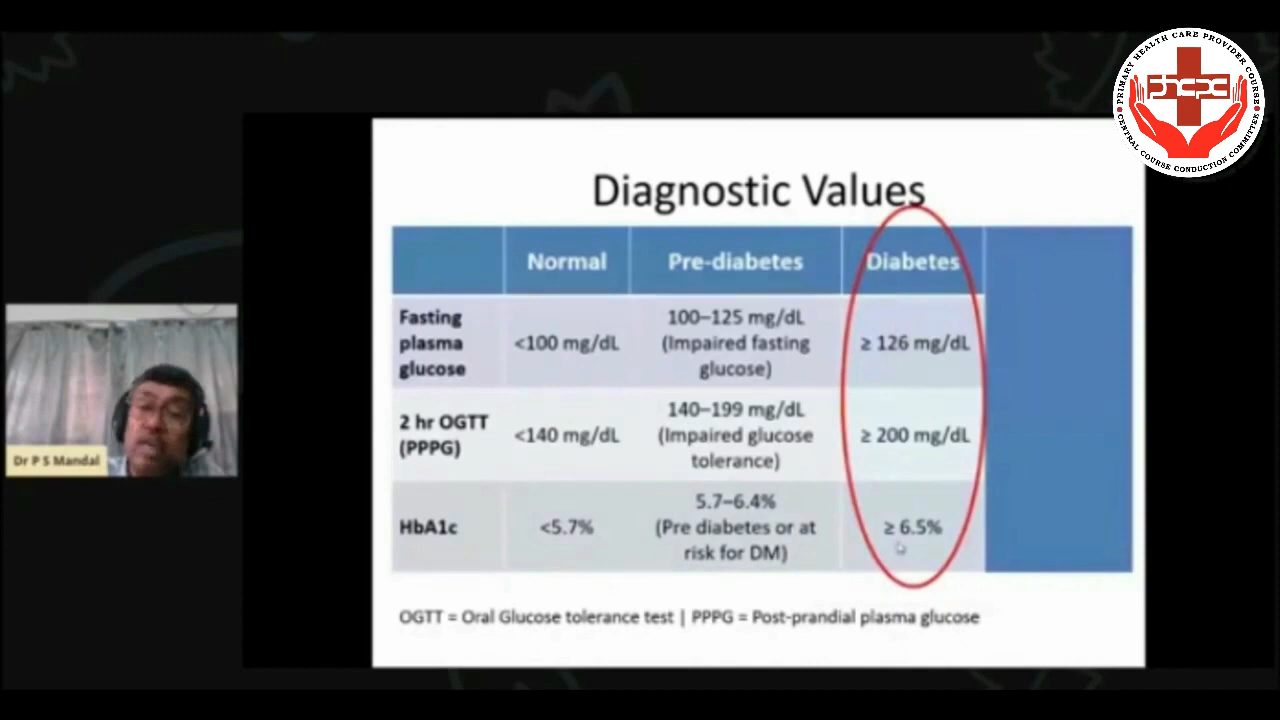 PRIMARY HEALTH CARE PROVIDER COURSE
phcpc
CENTRAL COURSE CONDUCTION COMMITTEE
Diagnostic Values
Normal Pre-diabetes Diabetes
Fasting plasma glucose <100 mg/dL 100–125 mg/dL (Impaired fasting glucose) ≥ 126 mg/dL
2 hr OGTT (PPPG) <140 mg/dL 140–199 mg/dL (Impaired glucose tolerance) ≥ 200 mg/dL
HbA1c <5.7% 5.7–6.4% (Pre diabetes or at risk for DM) ≥ 6.5%
OGTT = Oral Glucose tolerance test | PPPG = Post-prandial plasma glucose
Dr P S Mandal